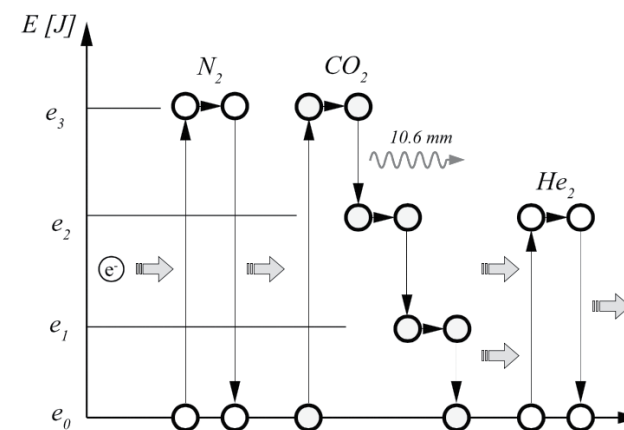 E [J]
N₂
CO₂
e₃
10.6 mm
He₂
e₂
e⁻
e₁
e₀